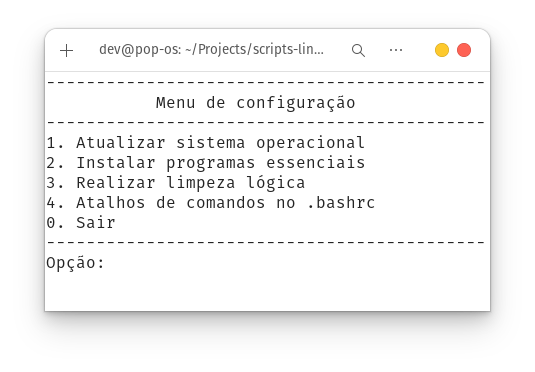 dev@pop-os: ~/Projects/scripts-lin...
--------------------------------------------
Menu de configuração
--------------------------------------------
1. Atualizar sistema operacional
2. Instalar programas essenciais
3. Realizar limpeza lógica
4. Atalhos de comandos no .bashrc
0. Sair
--------------------------------------------
Opção: